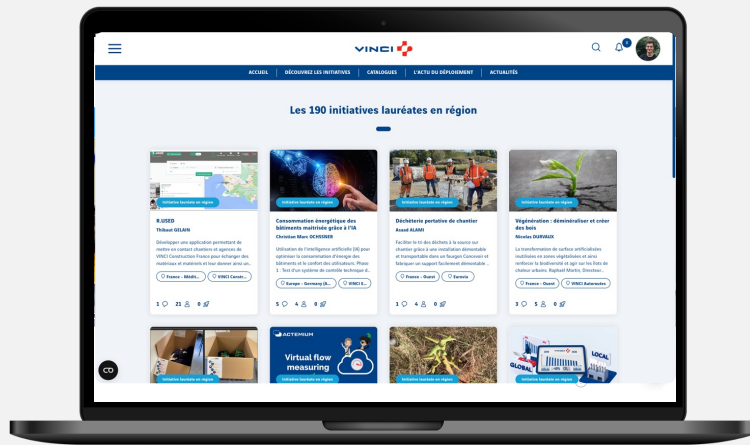 VINCI
1
ACCUEIL DÉCOUVREZ LES INITIATIVES CATALOGUES L'ACTU DU DÉPLOIEMENT ACTUALITÉS
Les 190 initiatives lauréates en région
Initiative lauréate en région
R.USED
Thibaut GELAIN
Développer une application permettant de
mettre en contact chantiers et agences de
VINCI Construction France pour échanger des
matériaux et matériels et leur donner ainsi un..
France - Médit...
VINCI Constr...
1 21 0
Initiative lauréate en région
Consommation énergétique des
bâtiments maitrisée grâce à l'IA
Christian Marc OCHSSNER
Utilisation de l'intelligence artificielle (IA) pour
optimiser la consommation d'énergie des
bâtiments et le confort des utilisateurs. Phase
1 : Test d'un système de contrôle technique d..
Europe - Germany (A...
VINCI E...
5 4 0
Initiative lauréate en région
Déchèterie portative de chantier
Asaad ALAMI
Faciliter le tri des déchets à la source sur
chantier grâce à une installation démontable
et transportable dans un fourgon Concevoir et
fabriquer un support facilement démontable ..
France - Ouest
Eurovia
1 4 0
Initiative lauréate en région
Végénération : déminéraliser et créer
des bois
Nicolas DURVAUX
La transformation de surface artificialisées
inutilisées en zones végétalisées et ainsi
renforcer la biodiversité et agir sur les îlots de
chaleur urbains. Raphaël Martin, Directeur..
France - Ouest
VINCI Autoroutes
3 5 0
Initiative lauréate en région
ACTEMIUM
Virtual flow
measuring
Initiative lauréate en région
Initiative lauréate en région
VINCI
GLOBAL
LOCAL
Initiative lauréate en région